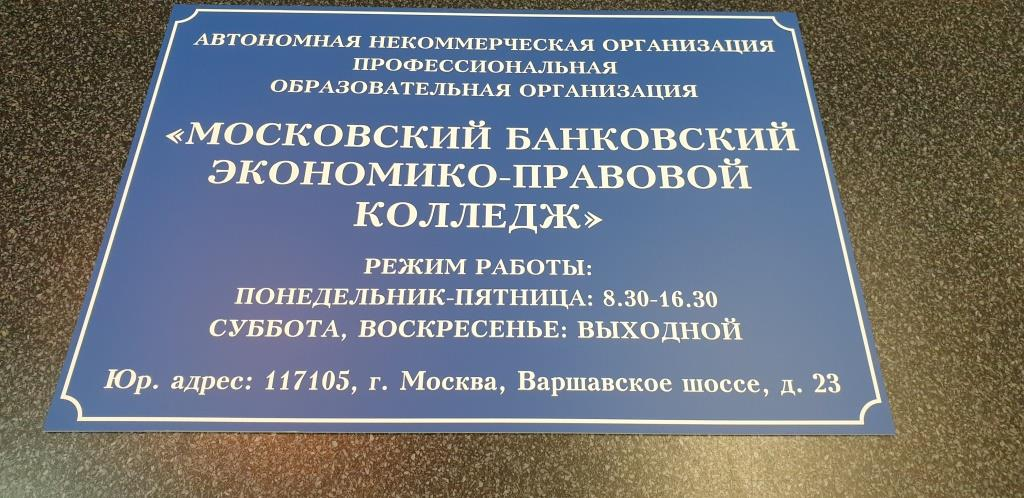 АВТОНОМНАЯ НЕКОММЕРЧЕСКАЯ ОРГАНИЗАЦИЯ
ПРОФЕССИОНАЛЬНАЯ
ОБРАЗОВАТЕЛЬНАЯ ОРГАНИЗАЦИЯ
«МОСКОВСКИЙ БАНКОВСКИЙ
ЭКОНОМИКО-ПРАВОВОЙ
КОЛЛЕДЖ»
РЕЖИМ РАБОТЫ:
ПОНЕДЕЛЬНИК-ПЯТНИЦА: 8.30-16.30
СУББОТА, ВОСКРЕСЕНЬЕ: ВЫХОДНОЙ
Юр. адрес: 117105, г. Москва, Варшавское шоссе, д. 23